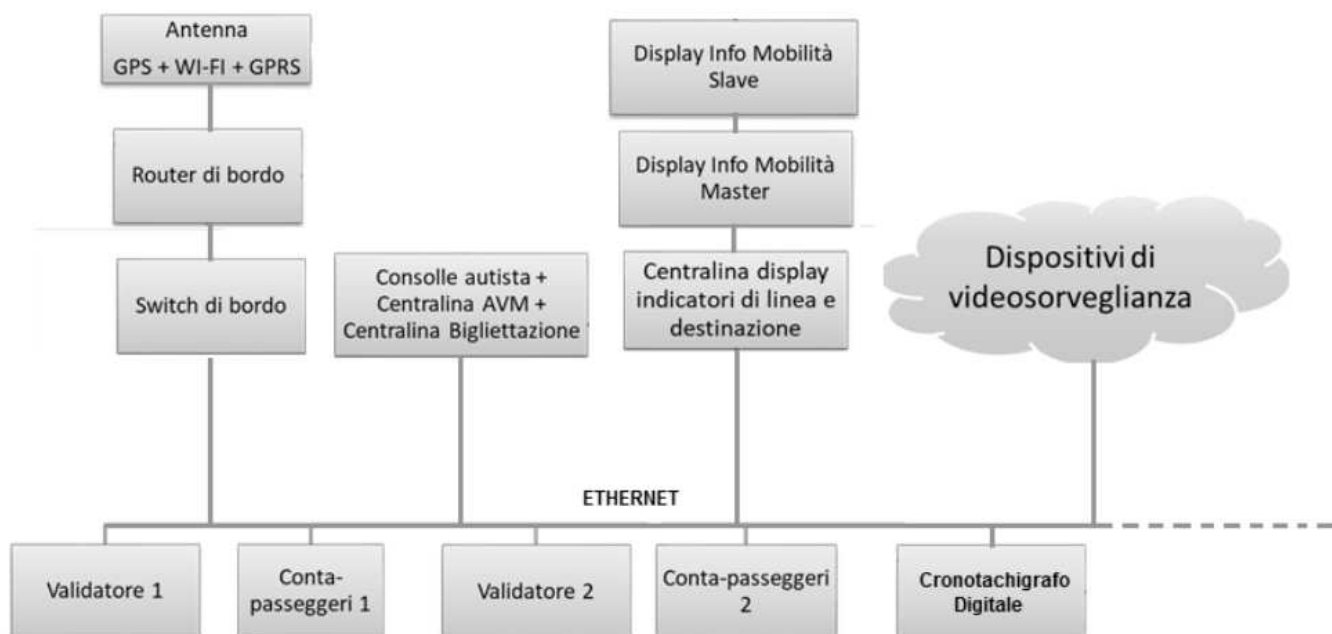 Antenna
GPS + WI-FI + GPRS
Display Info Mobilità
Slave
Router di bordo
Display Info Mobilità
Master
Switch di bordo
Consolle autista +
Centralina AVM +
Centralina Bigliettazione
Centralina display
indicatori di linea e
destinazione
Dispositivi di
videosorveglianza
ETHERNET
Validatore 1
Conta-
passeggeri 1
Validatore 2
Conta-passeggeri
2
Cronotachigrafo
Digitale